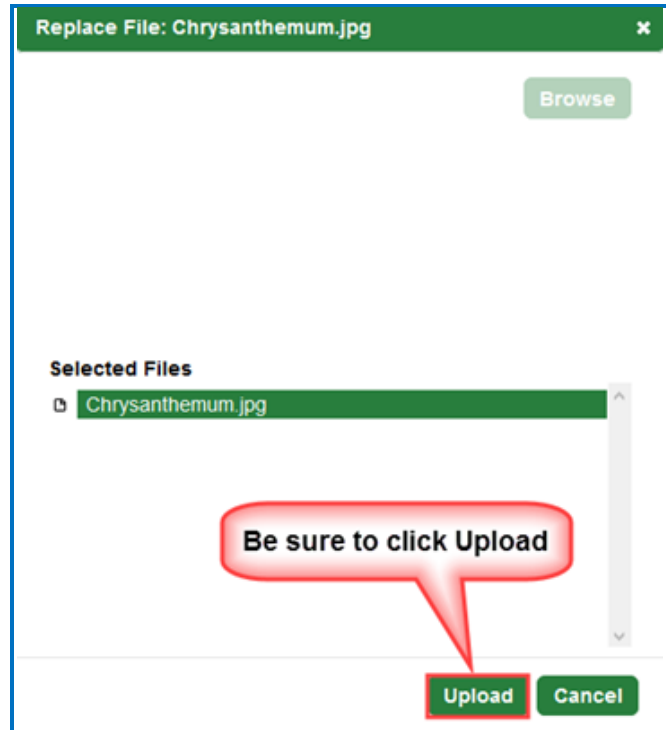 Replace File: Chrysanthemum.jpg
Browse
Selected Files
Chrysanthemum.jpg
Be sure to click Upload
Upload Cancel